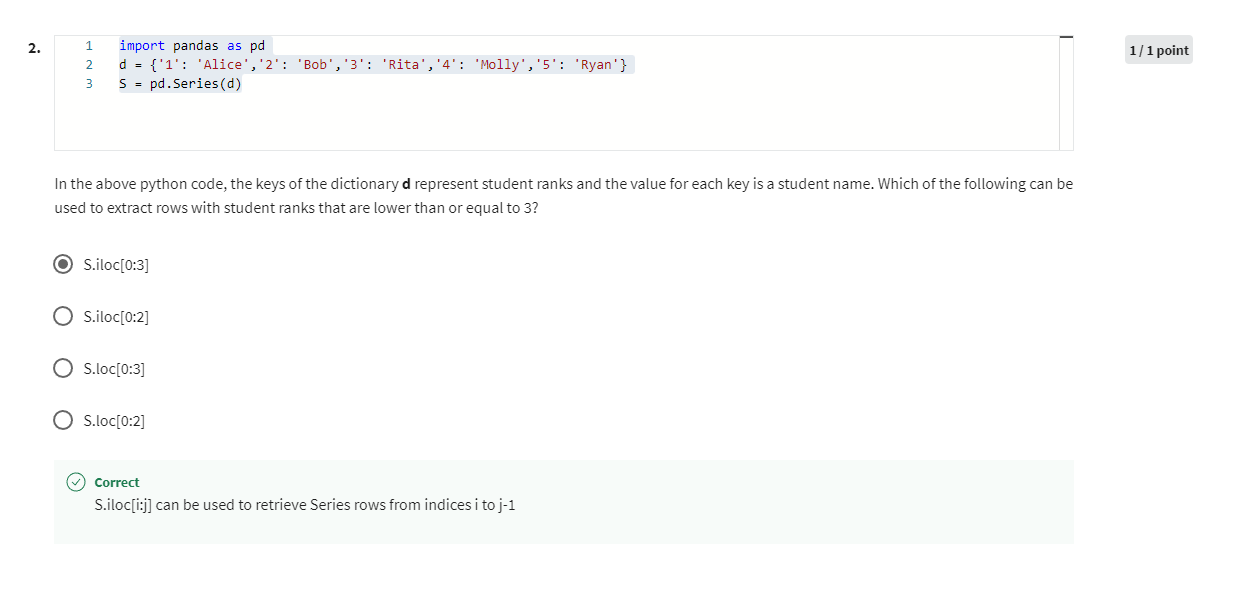 2.
1 import pandas as pd
2 d = {'1': 'Alice','2': 'Bob','3': 'Rita','4': 'Molly','5': 'Ryan'}
3 S = pd.Series(d)
1 / 1 point
In the above python code, the keys of the dictionary d represent student ranks and the value for each key is a student name. Which of the following can be
used to extract rows with student ranks that are lower than or equal to 3?
S.iloc[0:3]
S.iloc[0:2]
S.loc[0:3]
S.loc[0:2]
Correct
S.iloc[i:j] can be used to retrieve Series rows from indices i to j-1